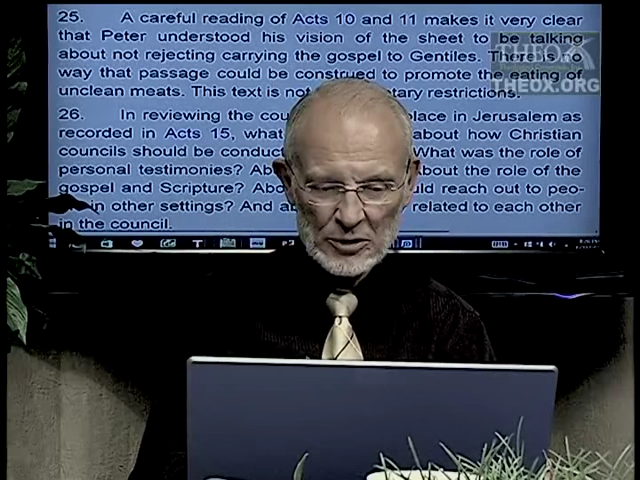 25. A careful reading of Acts 10 and 11 makes it very clear
that Peter understood his vision of the sheet to be talking
about not rejecting carrying the gospel to Gentiles. There is no
way that passage could be construed to promote the eating of
unclean meats. This text is not tary restrictions.
26. In reviewing the cou place in Jerusalem as
recorded in Acts 15, what about how Christian
councils should be conduc What was the role of
personal testimonies? Ab bout the role of the
gospel and Scripture? Abo ld reach out to peo-
in other settings? And a related to each other
in the council.
THEOX
THEOX.ORG